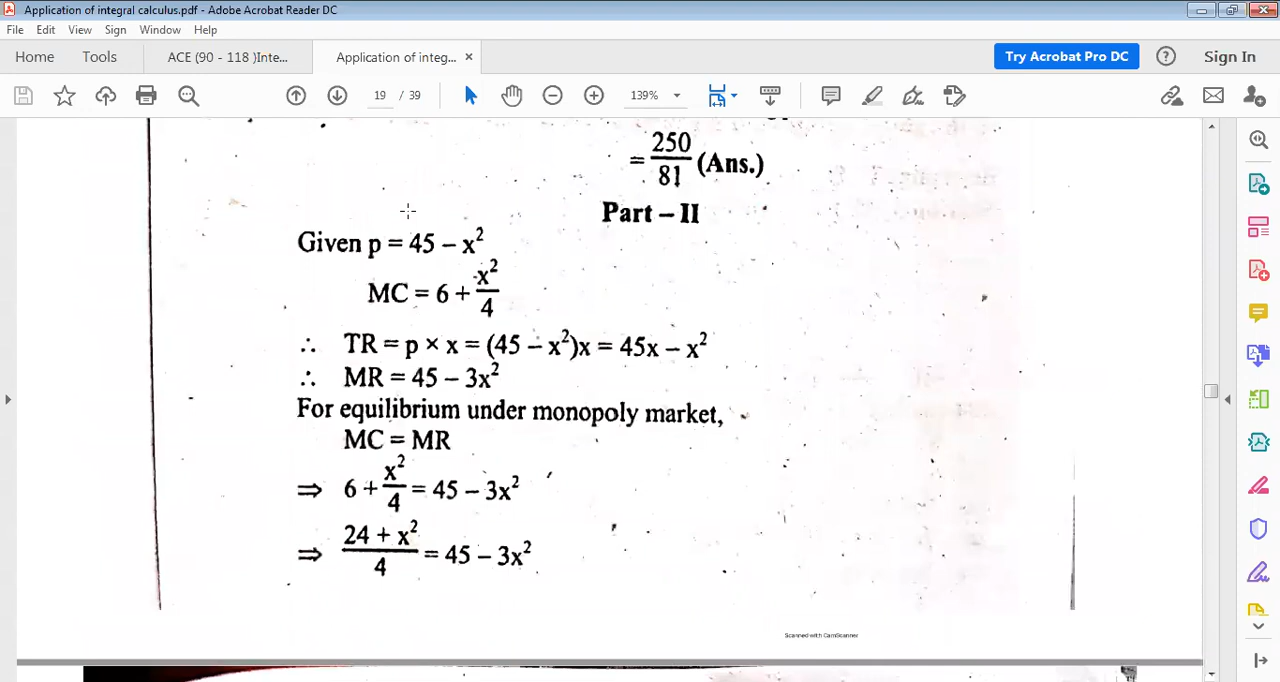 Application of integral calculus.pdf - Adobe Acrobat Reader DC
File Edit View Sign Window Help
Home Tools ACE (90 - 118 )Inte... Application of integ... × Try Acrobat Pro DC Sign In
19 / 39 139%
= 250/81 (Ans.)
Part – II
Given p = 45 – x²
MC = 6 + x²/4
∴ TR = p × x = (45 – x²)x = 45x – x²
∴ MR = 45 – 3x²
For equilibrium under monopoly market,
MC = MR
⇒ 6 + x²/4 = 45 – 3x²
⇒ 24 + x²/4 = 45 – 3x²
Scanned with CamScanner